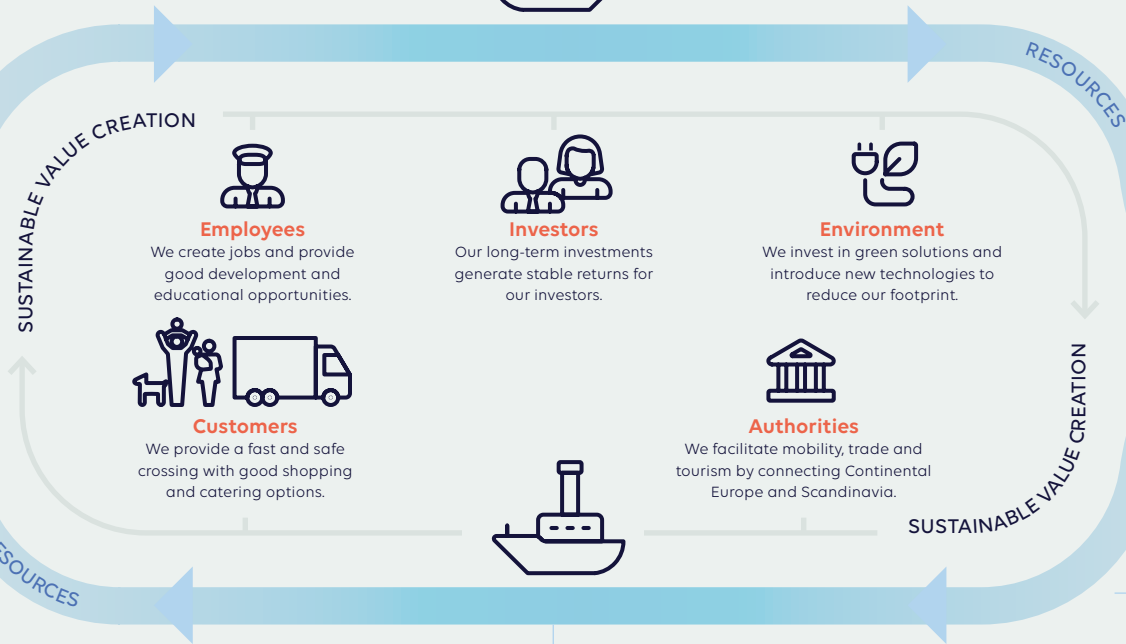 RESOURCES
SUSTAINABLE VALUE CREATION
Employees
We create jobs and provide
good development and
educational opportunities.
Investors
Our long-term investments
generate stable returns for
our investors.
Environment
We invest in green solutions and
introduce new technologies to
reduce our footprint.
Customers
We provide a fast and safe
crossing with good shopping
and catering options.
Authorities
We facilitate mobility, trade and
tourism by connecting Continental
Europe and Scandinavia.
SUSTAINABLE VALUE CREATION
ESOURCES